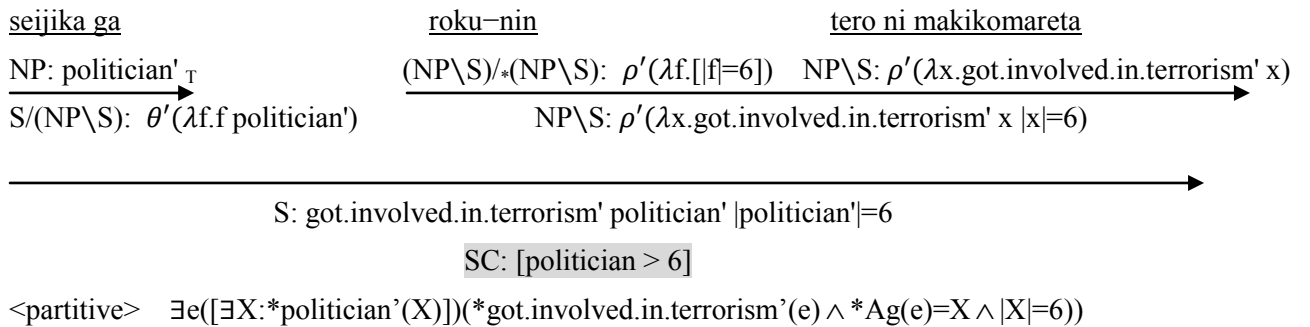 seijika ga roku−nin tero ni makikomareta
NP: politician' T (NP\S)/*(NP\S): ρ′(λf.[|f|=6]) NP\S: ρ′(λx.got.involved.in.terrorism' x)
S/(NP\S): θ′(λf.f politician') NP\S: ρ′(λx.got.involved.in.terrorism' x |x|=6)
S: got.involved.in.terrorism' politician' |politician'|=6
SC: [politician > 6]
<partitive> ∃e([∃X:*politician’(X)])(*got.involved.in.terrorism’(e) ∧ *Ag(e)=X ∧ |X|=6))